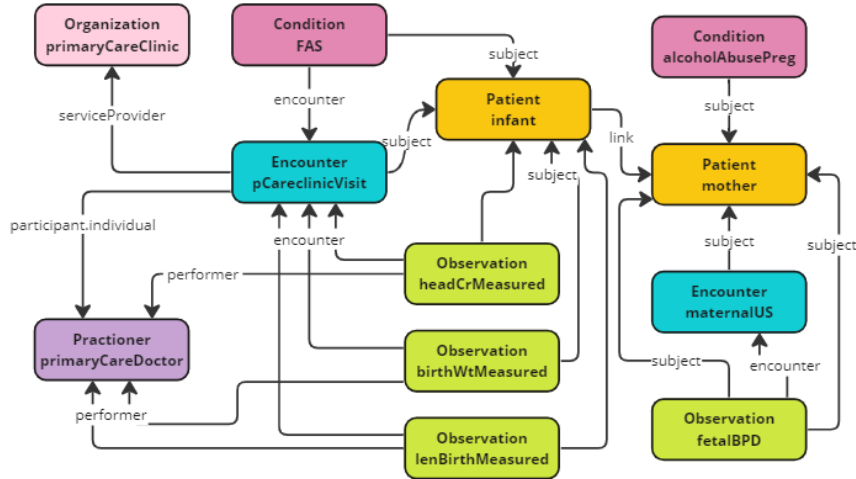 Organization
primaryCareClinic
Condition
FAS
Condition
alcoholAbusePreg
subject
encounter
subject
serviceProvider
Patient
infant
link
subject
Encounter
pCareclinicVisit
subject
Patient
mother
participant.individual
encounter
subject
subject
performer
Observation
headCrMeasured
Encounter
maternalUS
Practioner
primaryCareDoctor
Observation
birthWtMeasured
subject
encounter
performer
Observation
lenBirthMeasured
Observation
fetalBPD